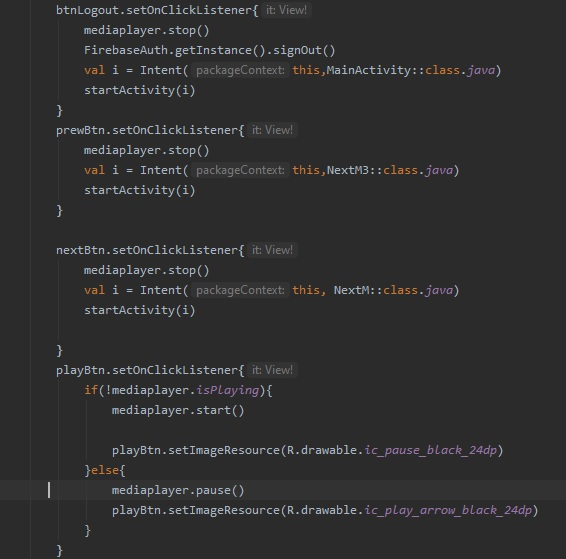 btnLogout.setOnClickListener{ it: View!
mediaplayer.stop()
FirebaseAuth.getInstance().signOut()
val i = Intent( packageContext: this,MainActivity::class.java)
startActivity(i)
}
prewBtn.setOnClickListener{ it: View!
mediaplayer.stop()
val i = Intent( packageContext: this,NextM3::class.java)
startActivity(i)
}
nextBtn.setOnClickListener{ it: View!
mediaplayer.stop()
val i = Intent( packageContext: this, NextM::class.java)
startActivity(i)
}
playBtn.setOnClickListener{ it: View!
if(!mediaplayer.isPlaying){
mediaplayer.start()
playBtn.setImageResource(R.drawable.ic_pause_black_24dp)
}else{
mediaplayer.pause()
playBtn.setImageResource(R.drawable.ic_play_arrow_black_24dp)
}
}